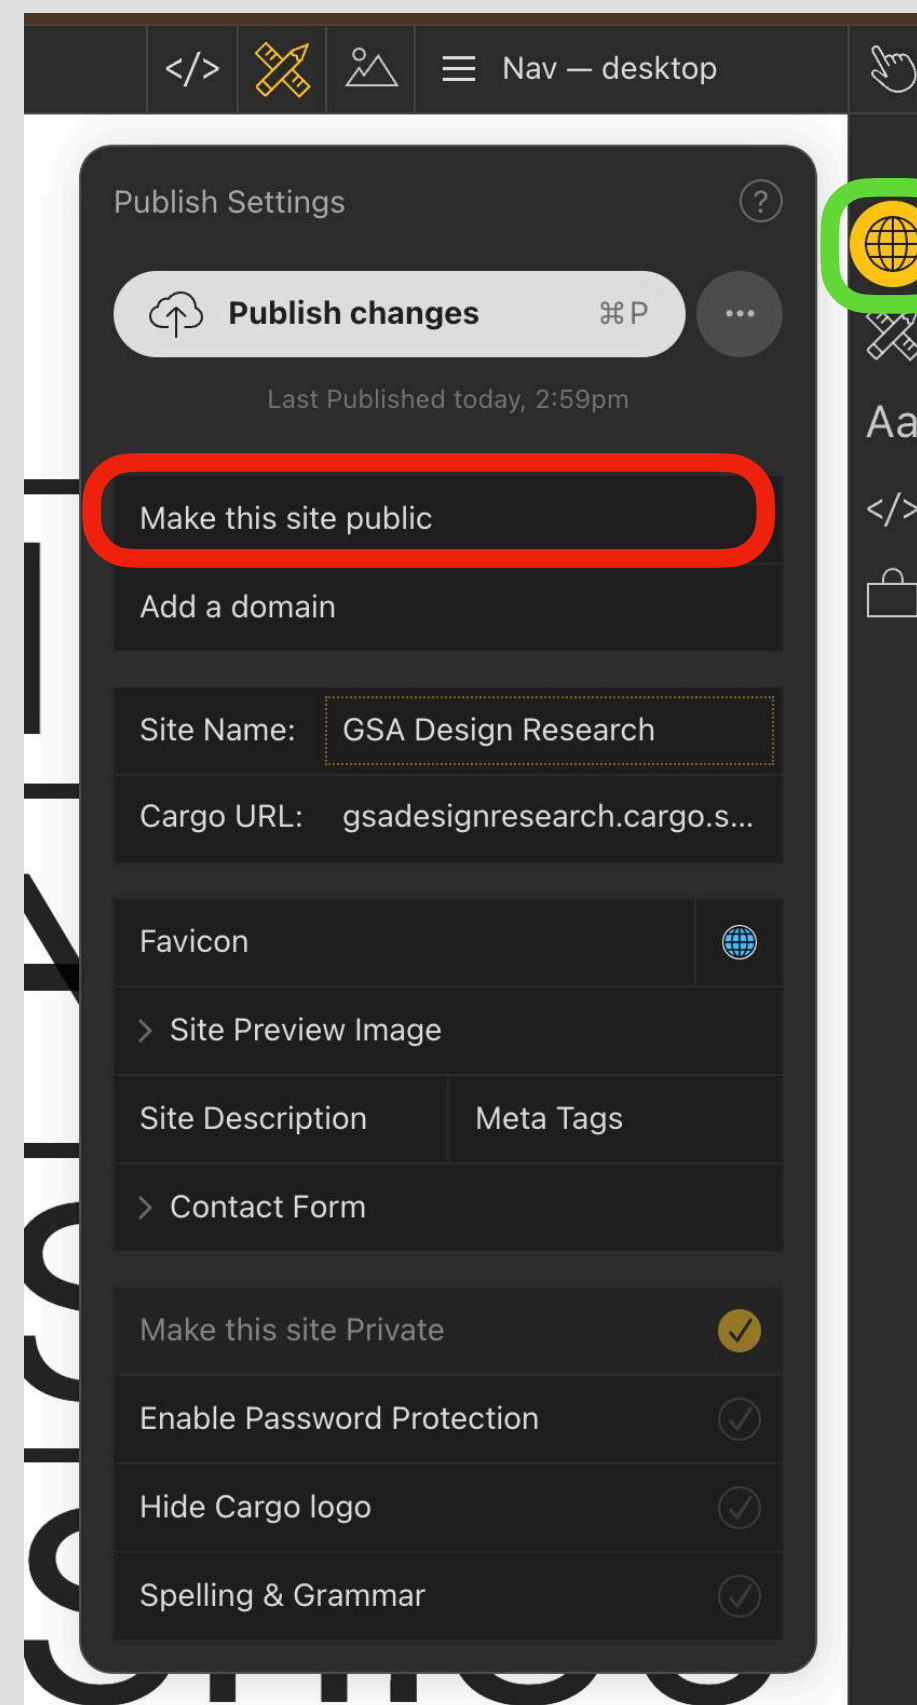 </> Nav — desktop
Publish Settings ?
Publish changes ⌘ P ...
Last Published today, 2:59pm
Make this site public
Add a domain
Site Name: GSA Design Research
Cargo URL: gsadesignresearch.cargo.s...
Favicon
> Site Preview Image
Site Description Meta Tags
> Contact Form
Make this site Private
Enable Password Protection
Hide Cargo logo
Spelling & Grammar
Aa
</>